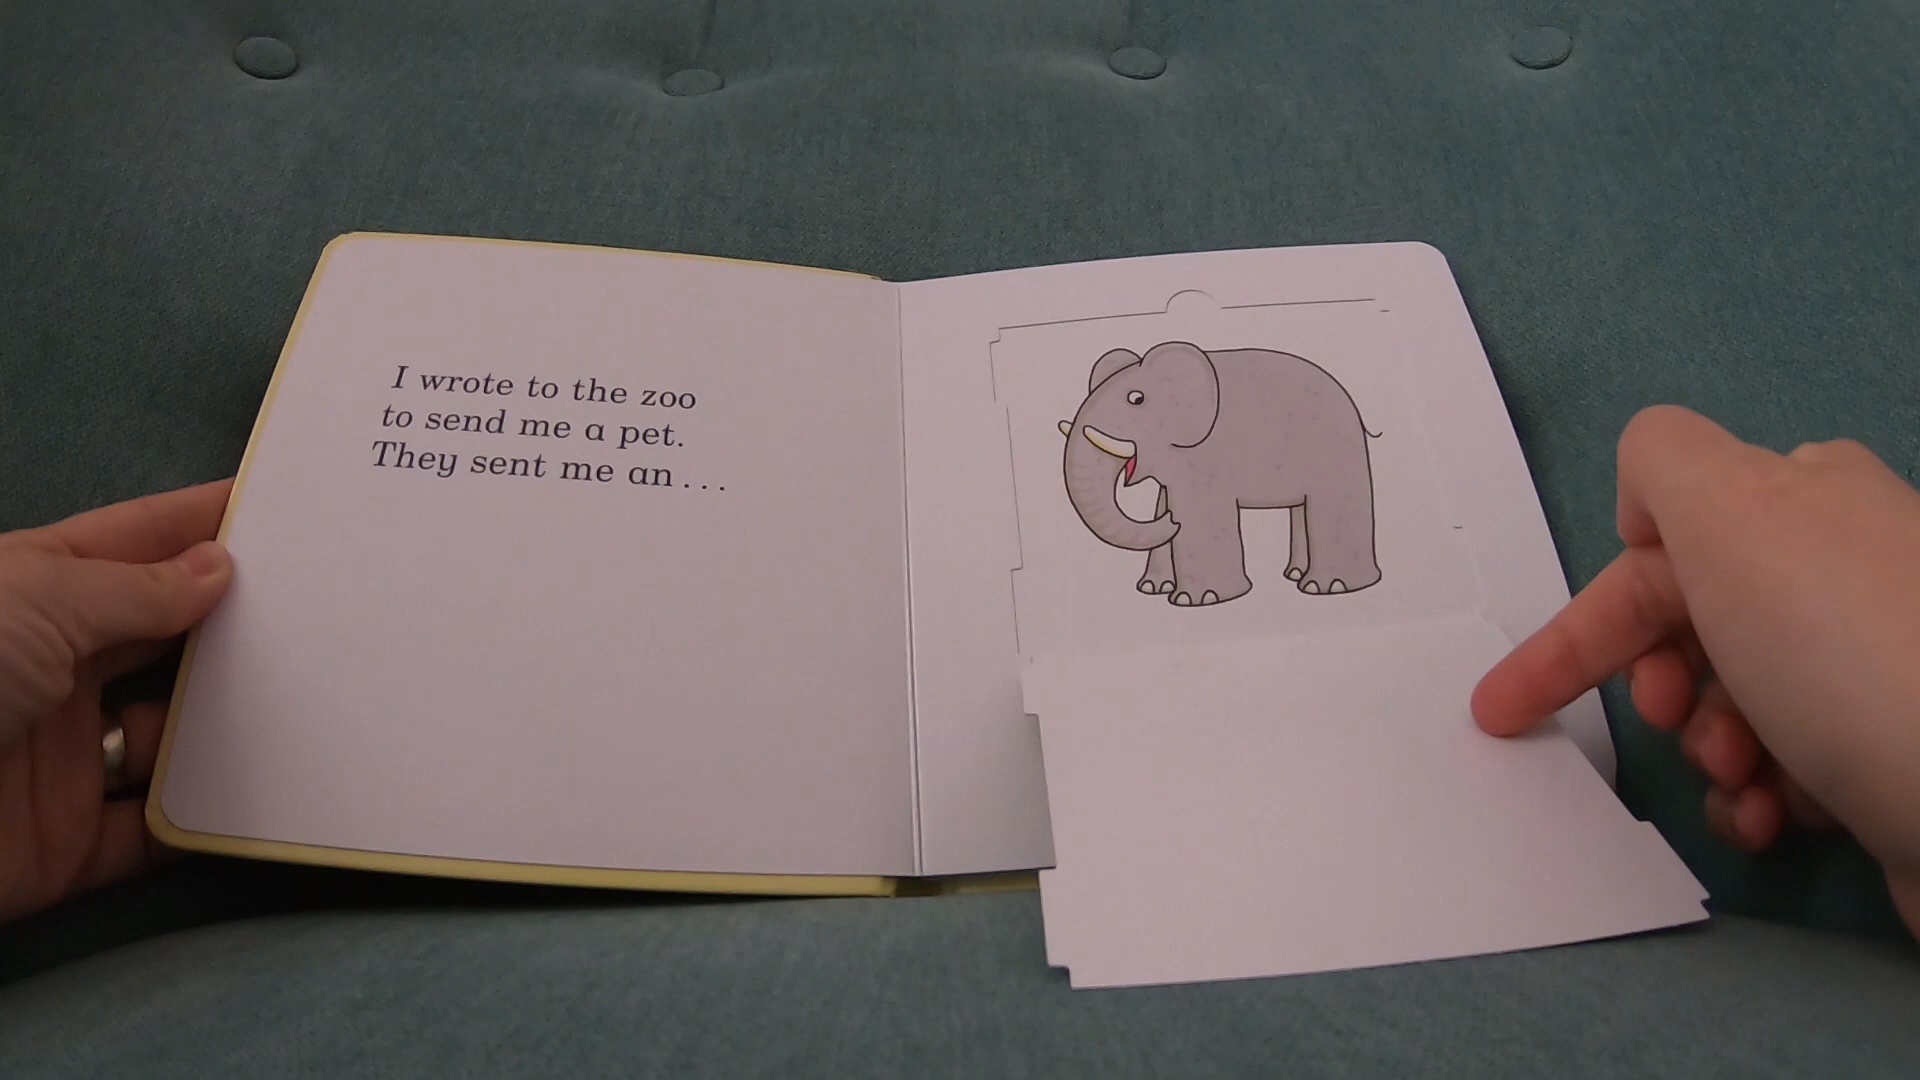 I wrote to the zoo
to send me a pet.
They sent me an...